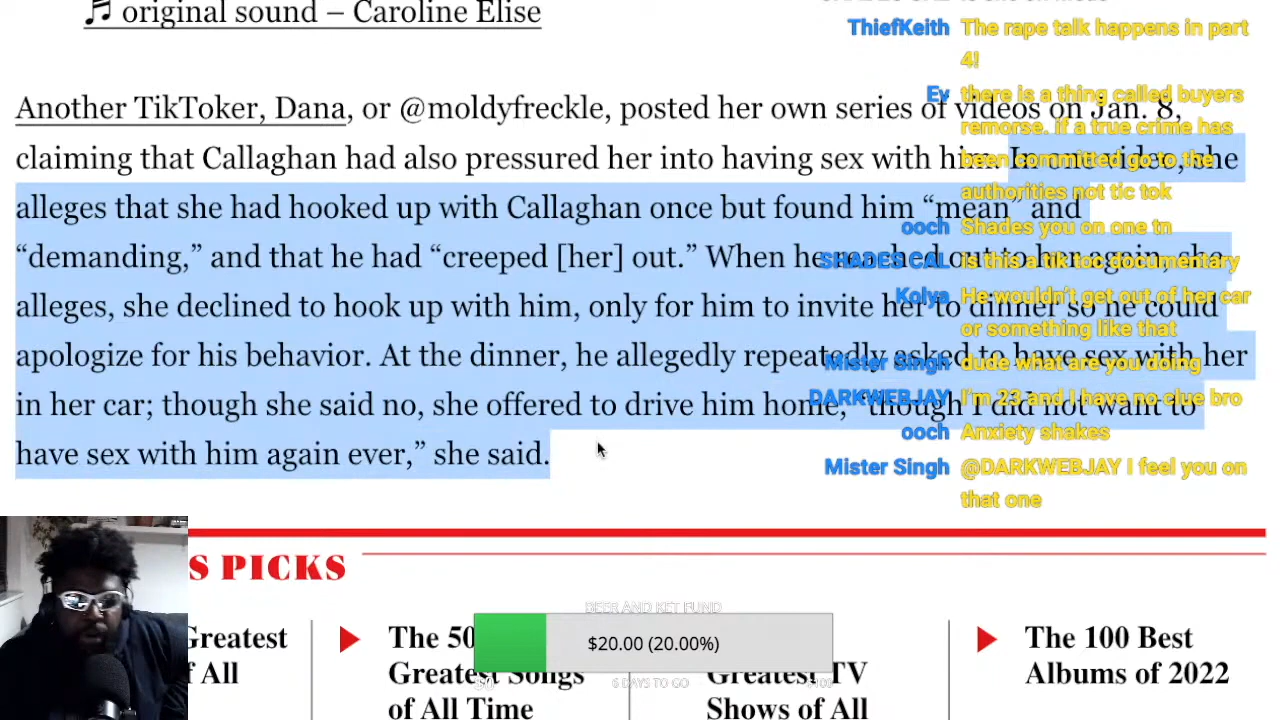 ♬ original sound – Caroline Elise
Another TikToker, Dana, or @moldyfreckle, posted her own series of videos on Jan. 8,
claiming that Callaghan had also pressured her into having sex with him. In one video, she
alleges that she had hooked up with Callaghan once but found him “mean” and
“demanding,” and that he had “creeped [her] out.” When he reached out to her again, she
alleges, she declined to hook up with him, only for him to invite her to dinner so he could
apologize for his behavior. At the dinner, he allegedly repeatedly asked to have sex with her
in her car; though she said no, she offered to drive him home, “though I did not want to
have sex with him again ever,” she said.
ThiefKeith The rape talk happens in part
4!
Ev there is a thing called buyers
remorse. if a true crime has
been committed go to the
authorities not tic tok
ooch Shades you on one tn
SHADES CAL is this a tik toc documentary
Kolya He wouldn't get out of her car
or something like that
Mister Singh dude what are you doing
DARKWEBJAY I'm 23 and I have no clue bro
ooch Anxiety shakes
Mister Singh @DARKWEBJAY I feel you on
that one
S PICKS
Greatest
f All
The 50
Greatest Songs
of All Time
Greatest TV
Shows of All
The 100 Best
Albums of 2022
BEER AND KET FUND
$20.00 (20.00%)
6 DAYS TO GO